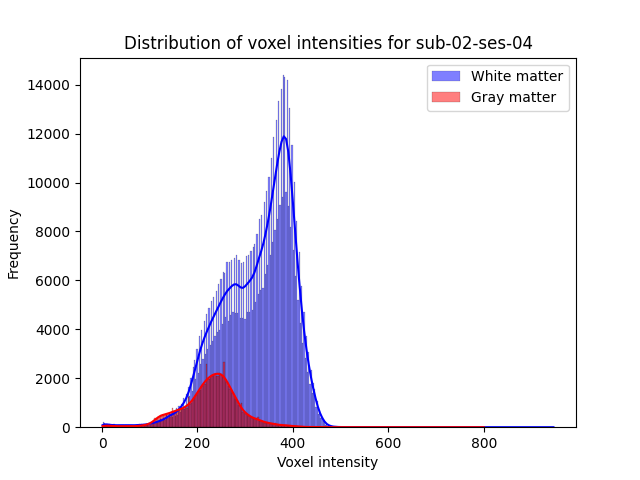 Distribution of voxel intensities for sub-02-ses-04
White matter
Gray matter
14000
12000
10000
8000
6000
4000
2000
0
Frequency
0 200 400 600 800
Voxel intensity